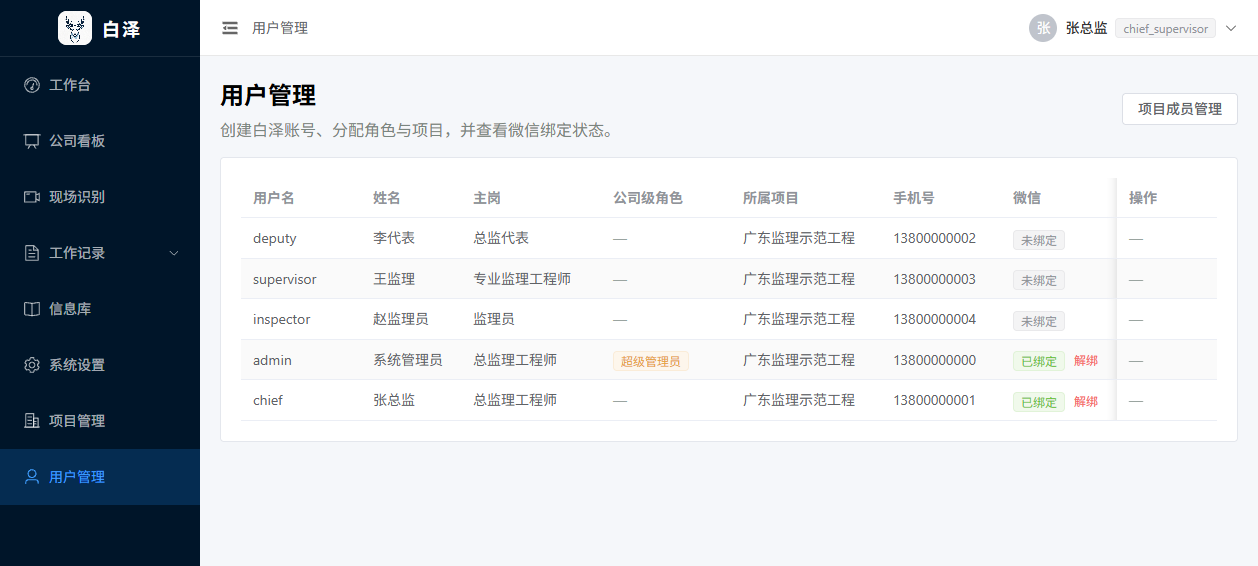 白泽
用户管理
张 张总监 chief_supervisor
工作台
公司看板
现场识别
工作记录
信息库
系统设置
项目管理
用户管理
用户管理
创建白泽账号、分配角色与项目，并查看微信绑定状态。
项目成员管理
用户名 姓名 主岗 公司级角色 所属项目 手机号 微信 操作
deputy 李代表 总监代表 — 广东监理示范工程 13800000002 未绑定 —
supervisor 王监理 专业监理工程师 — 广东监理示范工程 13800000003 未绑定 —
inspector 赵监理员 监理员 — 广东监理示范工程 13800000004 未绑定 —
admin 系统管理员 总监理工程师 超级管理员 广东监理示范工程 13800000000 已绑定 解绑 —
chief 张总监 总监理工程师 — 广东监理示范工程 13800000001 已绑定 解绑 —